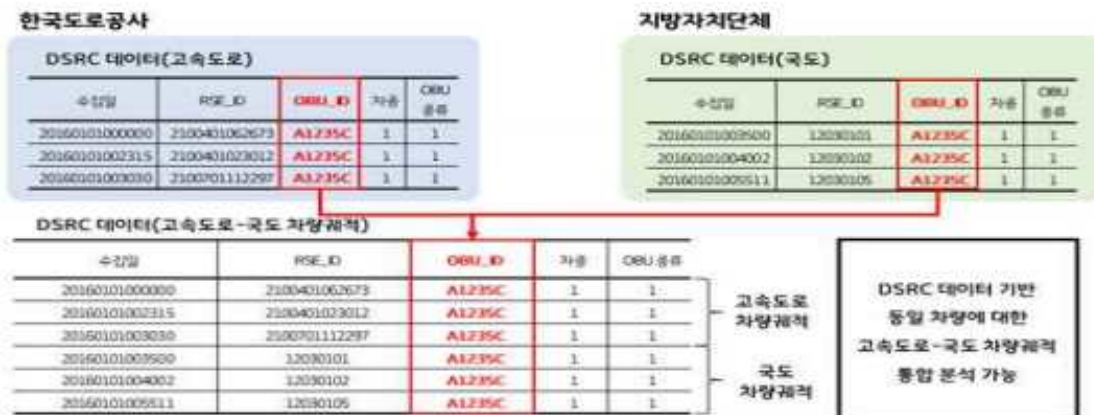 한국도로공사
지방자치단체
DSRC 데이터(고속도로)
수집일 RSE_ID OBU_ID 차종 OBU 종류
20160101000000 2100401062673 A1235C 1 1
20160101002315 2100401023012 A1235C 1 1
20160101003030 2100701112297 A1235C 1 1
DSRC 데이터(국도)
수집일 RSE_ID OBU_ID 차종 OBU 종류
20160101003500 12030101 A1235C 1 1
20160101004002 12030102 A1235C 1 1
20160101005511 12030105 A1235C 1 1
DSRC 데이터(고속도로-국도 차량궤적)
수집일 RSE_ID OBU_ID 차종 OBU 종류
20160101000000 2100401062673 A1235C 1 1
20160101002315 2100401023012 A1235C 1 1
20160101003030 2100701112297 A1235C 1 1
20160101003500 12030101 A1235C 1 1
20160101004002 12030102 A1235C 1 1
20160101005511 12030105 A1235C 1 1
고속도로
차량궤적
국도
차량궤적
DSRC 데이터 기반
동일 차량에 대한
고속도로-국도 차량궤적
통합 분석 가능